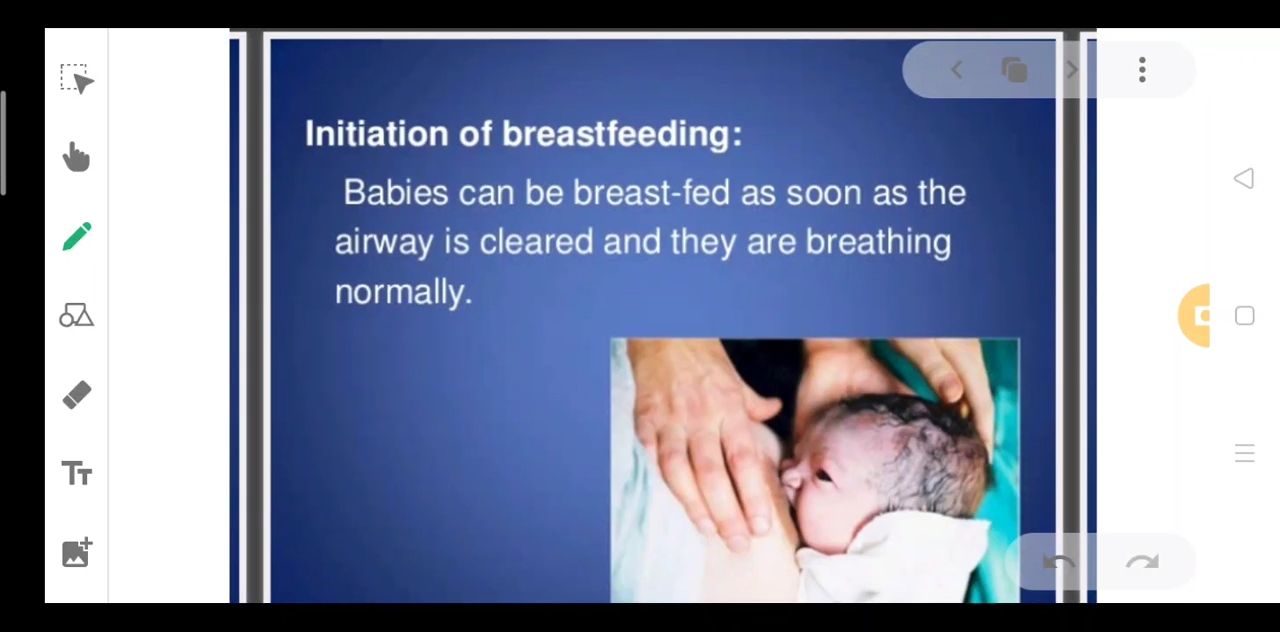 Initiation of breastfeeding:
Babies can be breast-fed as soon as the
airway is cleared and they are breathing
normally.